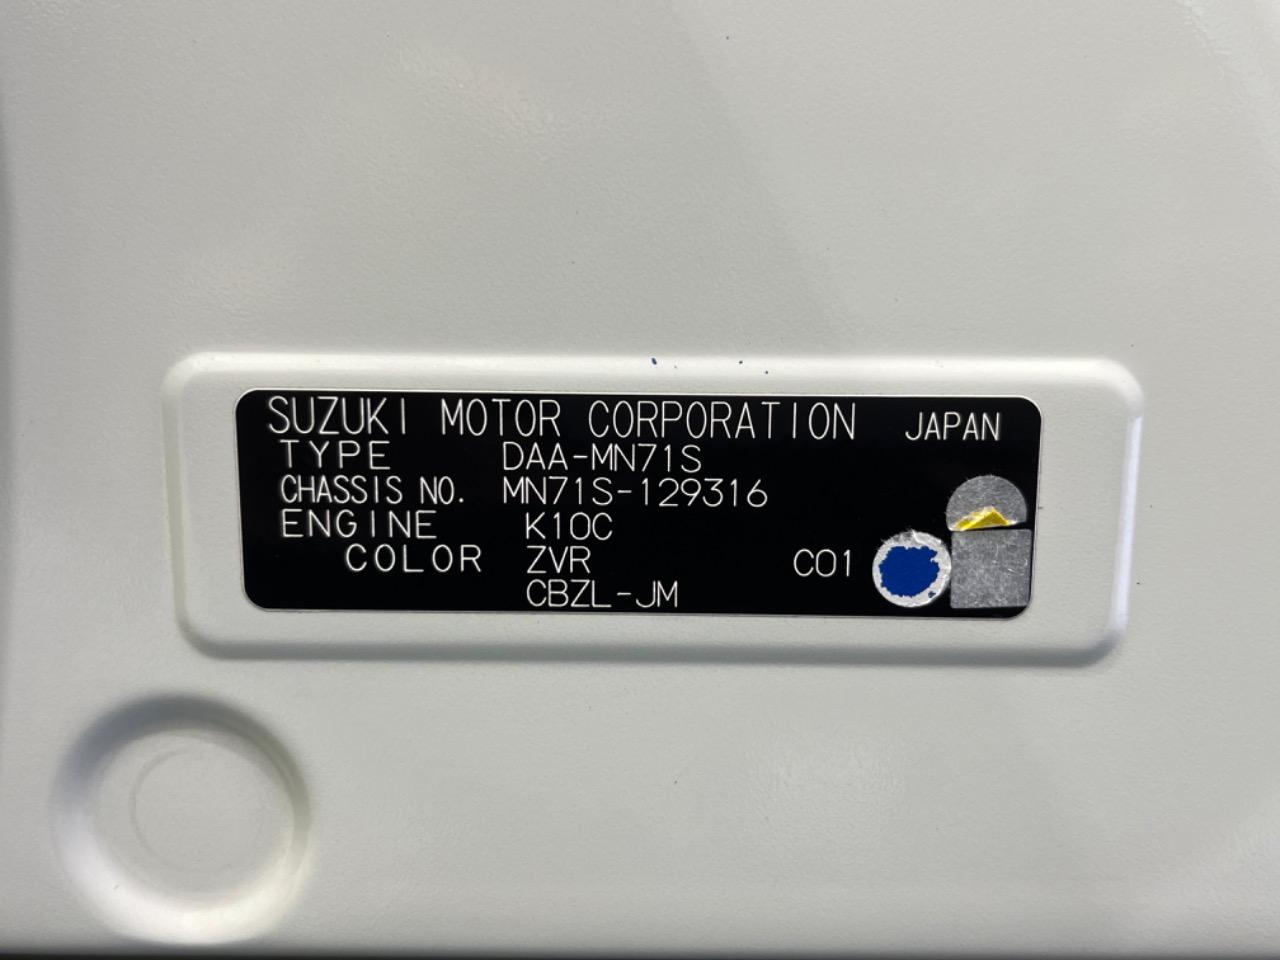 SUZUKI MOTOR CORPORATION JAPAN
TYPE DAA-MN71S
CHASSIS NO. MN71S-129316
ENGINE K10C
COLOR ZVR C01
CBZL-JM